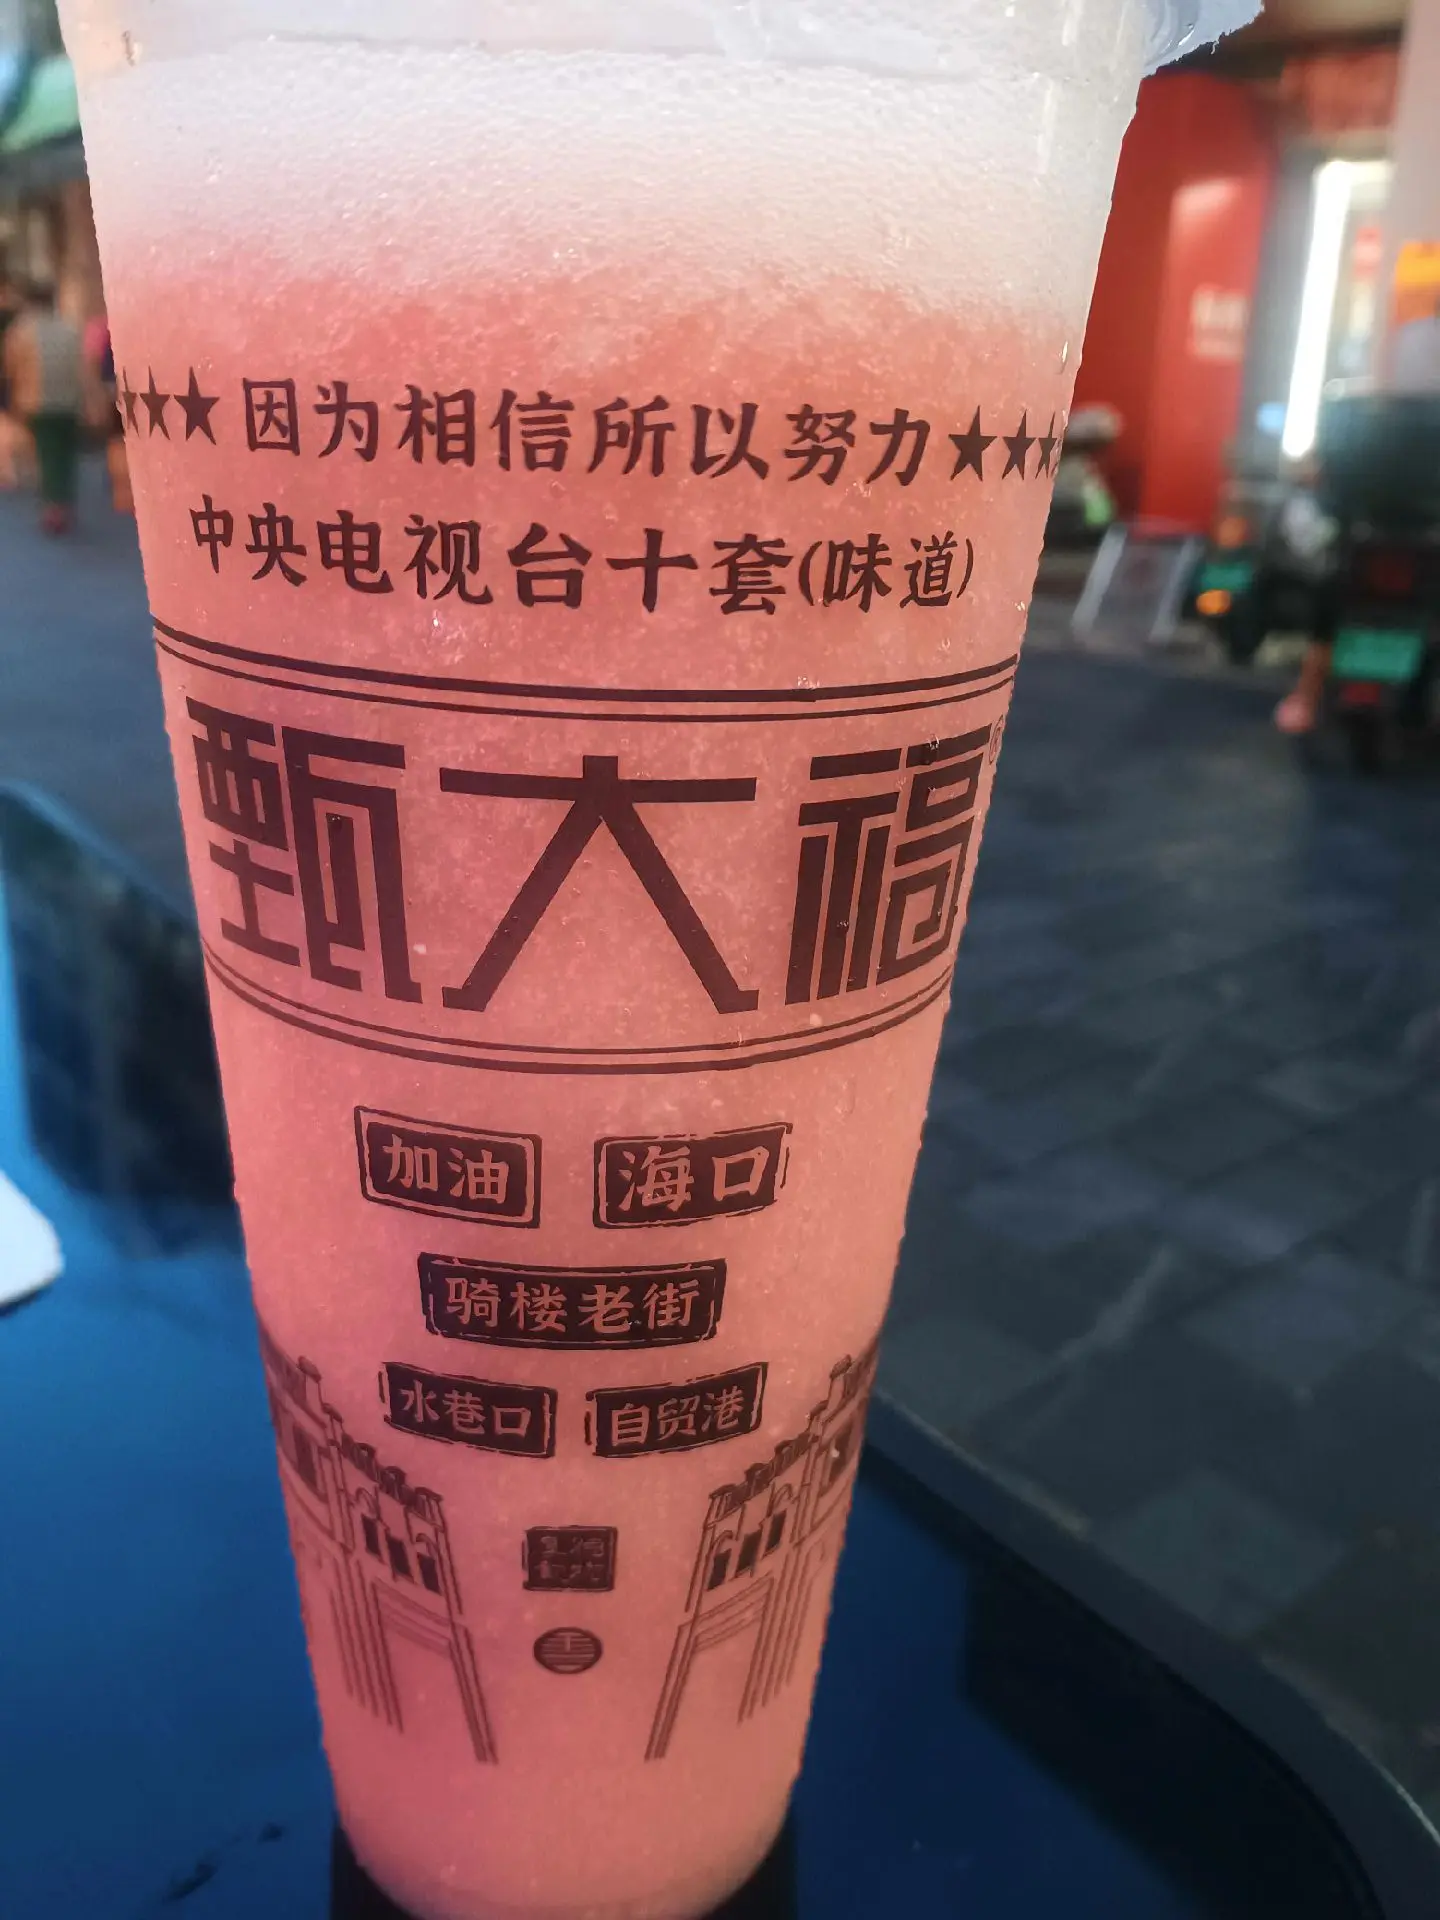 ★★★因为相信所以努力★★★
中央电视台十套(味道)
甄大福®
加油 海口
骑楼老街
水巷口 自贸港